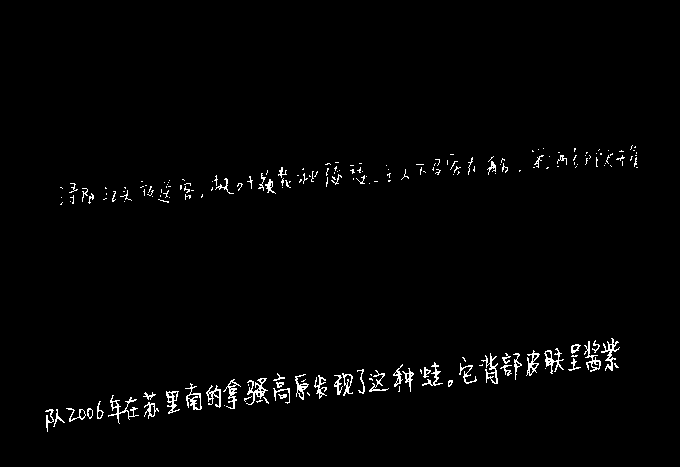 浔阳江头夜送客,枫叶荻花秋瑟瑟。主人下马客在船,举酒欲饮无管
队2006年在苏里南的拿骚高原发现了这种蛙。它背部皮肤呈酱紫